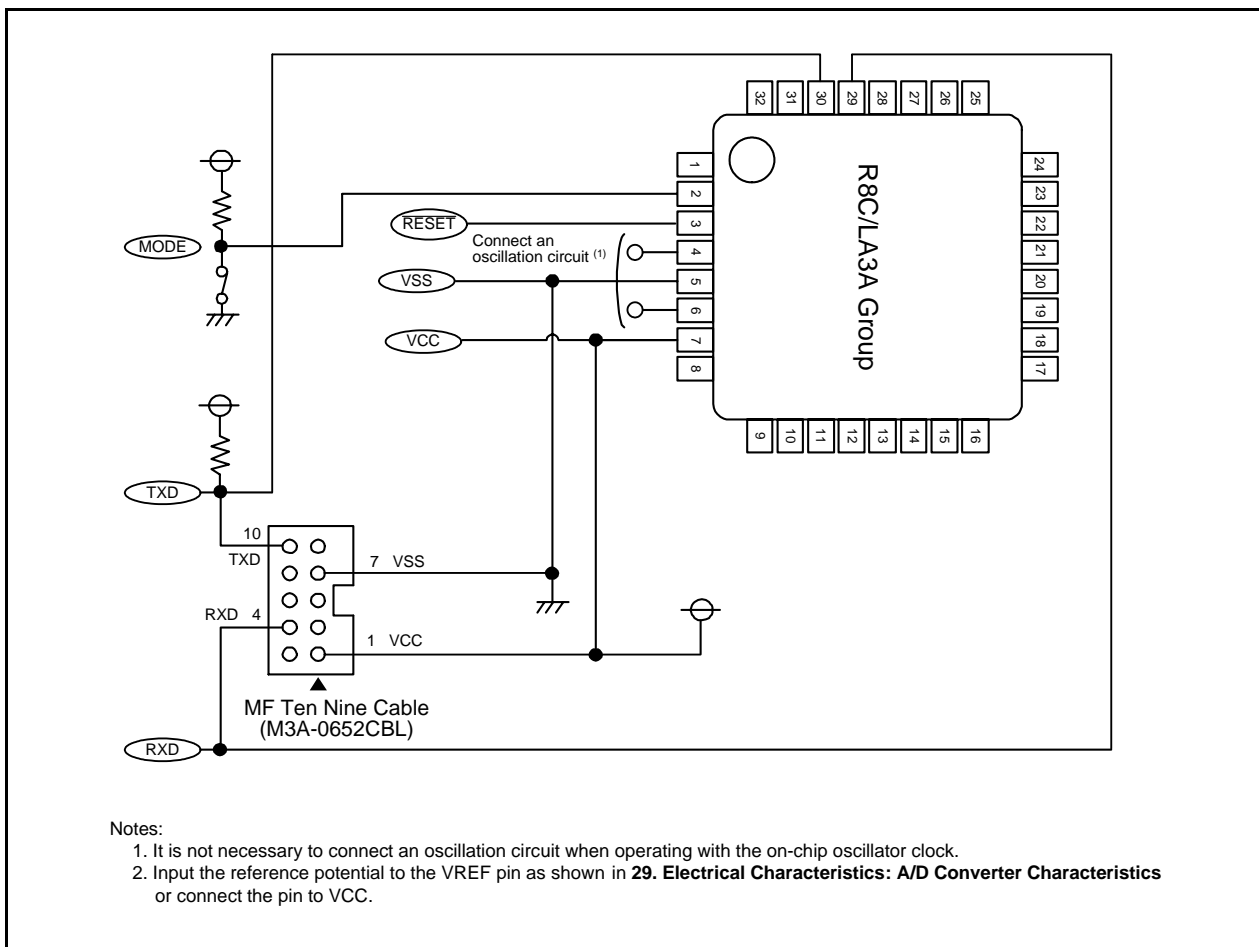 32 31 30 29 28 27 26 25
1
2
3
4
5
6
7
8
R8C/LA3A Group
24
23
22
21
20
19
18
17
9 10 11 12 13 14 15 16
MODE
RESET
Connect an
oscillation circuit (1)
VSS
VCC
TXD
10
TXD
7 VSS
RXD 4
1 VCC
MF Ten Nine Cable
(M3A-0652CBL)
RXD
Notes:
1. It is not necessary to connect an oscillation circuit when operating with the on-chip oscillator clock.
2. Input the reference potential to the VREF pin as shown in 29. Electrical Characteristics: A/D Converter Characteristics
or connect the pin to VCC.